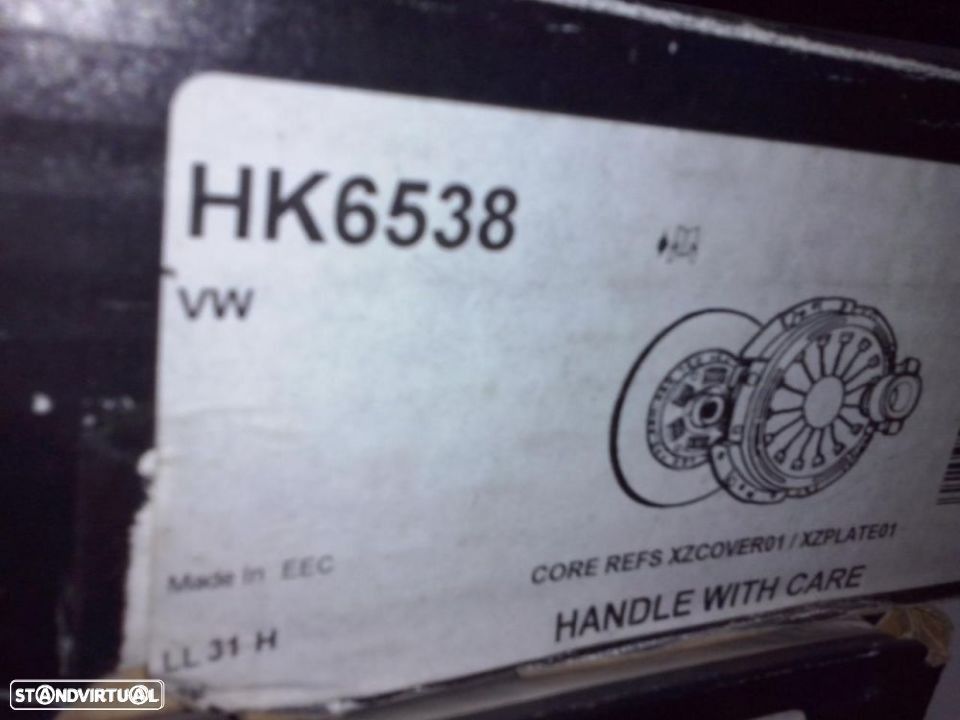 HK6538
VW
Made In EEC
CORE REFS XZCOVER01 / XZPLATE01
HANDLE WITH CARE
LL 31 H
STANDVIRTUAL